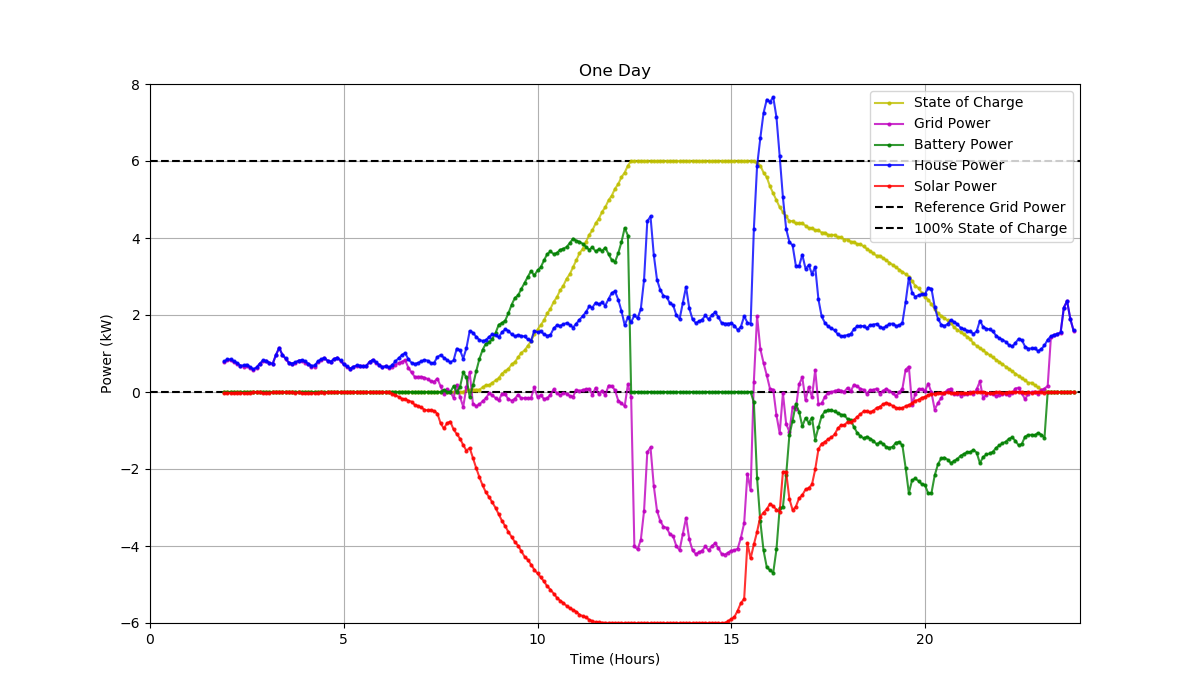 One Day
8
6
4
2
0
−2
−4
−6
Power (kW)
0
5
10
15
20
Time (Hours)
State of Charge
Grid Power
Battery Power
House Power
Solar Power
Reference Grid Power
100% State of Charge